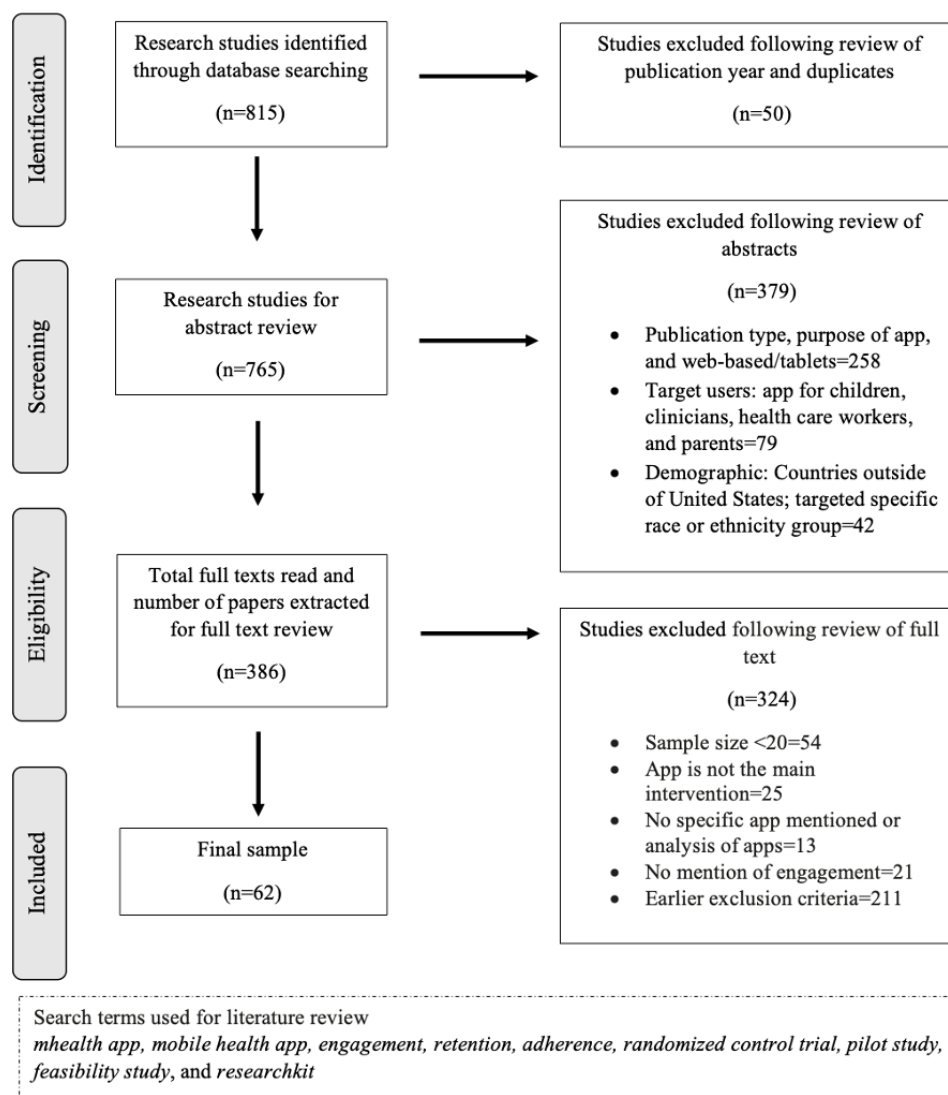 Identification
Research studies identified
through database searching
(n=815)
Studies excluded following review of
publication year and duplicates
(n=50)
Screening
Research studies for
abstract review
(n=765)
Studies excluded following review of
abstracts
(n=379)
• Publication type, purpose of app,
and web-based/tablets=258
• Target users: app for children,
clinicians, health care workers,
and parents=79
• Demographic: Countries outside
of United States; targeted specific
race or ethnicity group=42
Eligibility
Total full texts read and
number of papers extracted
for full text review
(n=386)
Studies excluded following review of full
text
(n=324)
• Sample size <20=54
• App is not the main
intervention=25
• No specific app mentioned or
analysis of apps=13
• No mention of engagement=21
• Earlier exclusion criteria=211
Included
Final sample
(n=62)
Search terms used for literature review
mhealth app, mobile health app, engagement, retention, adherence, randomized control trial, pilot study,
feasibility study, and researchkit